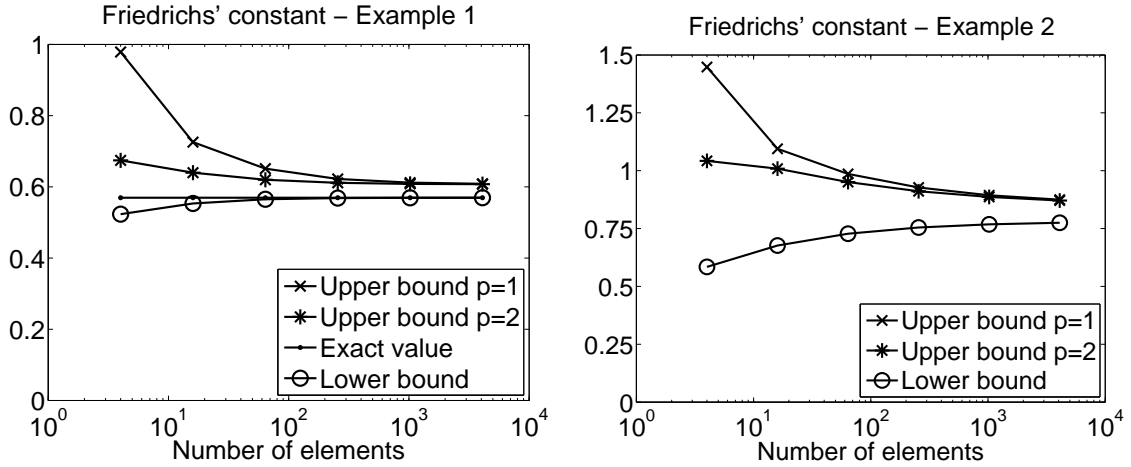 Friedrichs' constant – Example 1
1
0.8
0.6
0.4
0.2
0
10^0
10^1
10^2
10^3
10^4
Number of elements
Upper bound p=1
Upper bound p=2
Exact value
Lower bound
Friedrichs' constant – Example 2
1.5
1.25
1
0.75
0.5
0.25
0
10^0
10^1
10^2
10^3
10^4
Number of elements
Upper bound p=1
Upper bound p=2
Lower bound